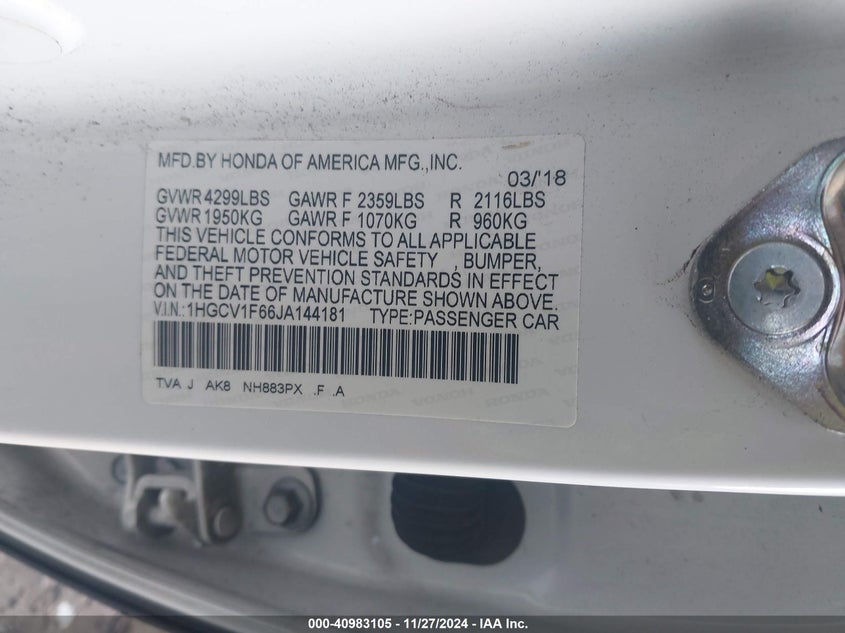 MFD.BY HONDA OF AMERICA MFG.,INC.
03/'18
GVWR 4299LBS GAWR F 2359LBS R 2116LBS
GVWR 1950KG GAWR F 1070KG R 960KG
THIS VEHICLE CONFORMS TO ALL APPLICABLE
FEDERAL MOTOR VEHICLE SAFETY , BUMPER,
AND THEFT PREVENTION STANDARDS IN EFFECT
ON THE DATE OF MANUFACTURE SHOWN ABOVE.
V.I.N.:1HGCV1F66JA144181 TYPE:PASSENGER CAR
TVA J AK8 NH883PX .F .A
000-40983105 - 11/27/2024 - IAA Inc.